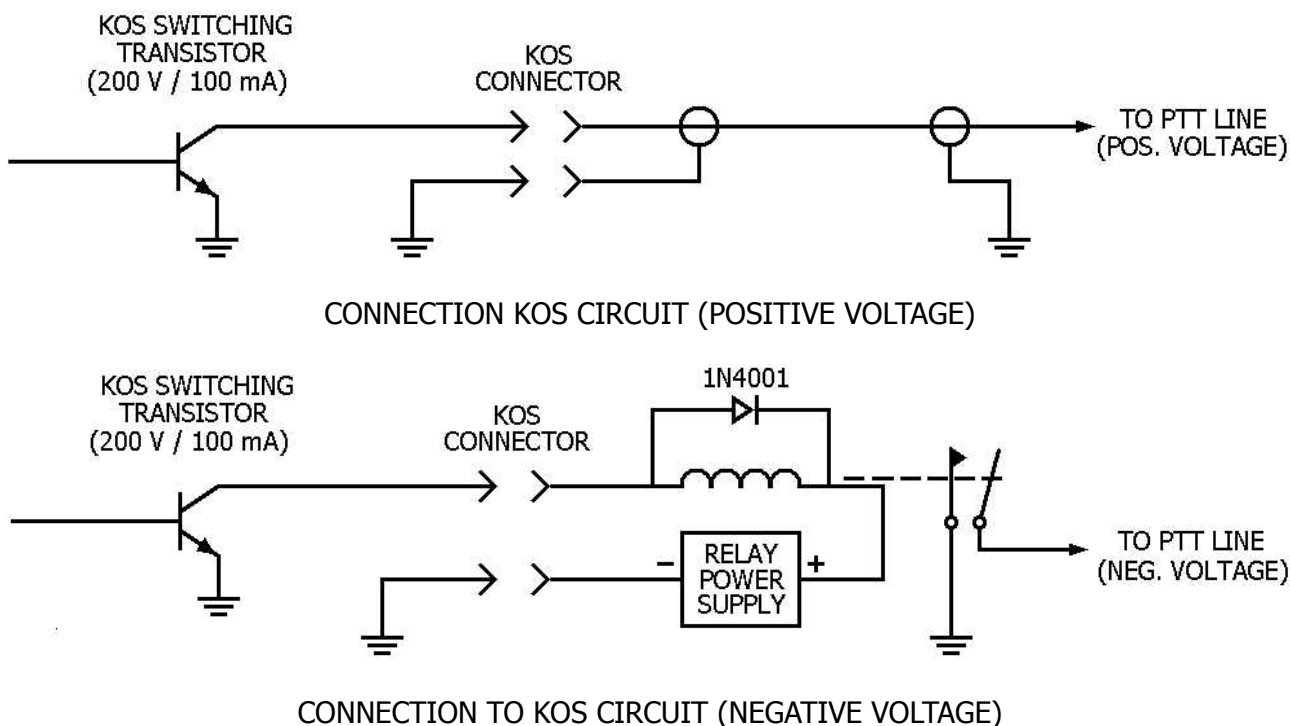 KOS SWITCHING
TRANSISTOR
(200 V / 100 mA)
KOS
CONNECTOR
TO PTT LINE
(POS. VOLTAGE)
CONNECTION KOS CIRCUIT (POSITIVE VOLTAGE)
KOS SWITCHING
TRANSISTOR
(200 V / 100 mA)
KOS
CONNECTOR
1N4001
- RELAY +
POWER
SUPPLY
TO PTT LINE
(NEG. VOLTAGE)
CONNECTION TO KOS CIRCUIT (NEGATIVE VOLTAGE)